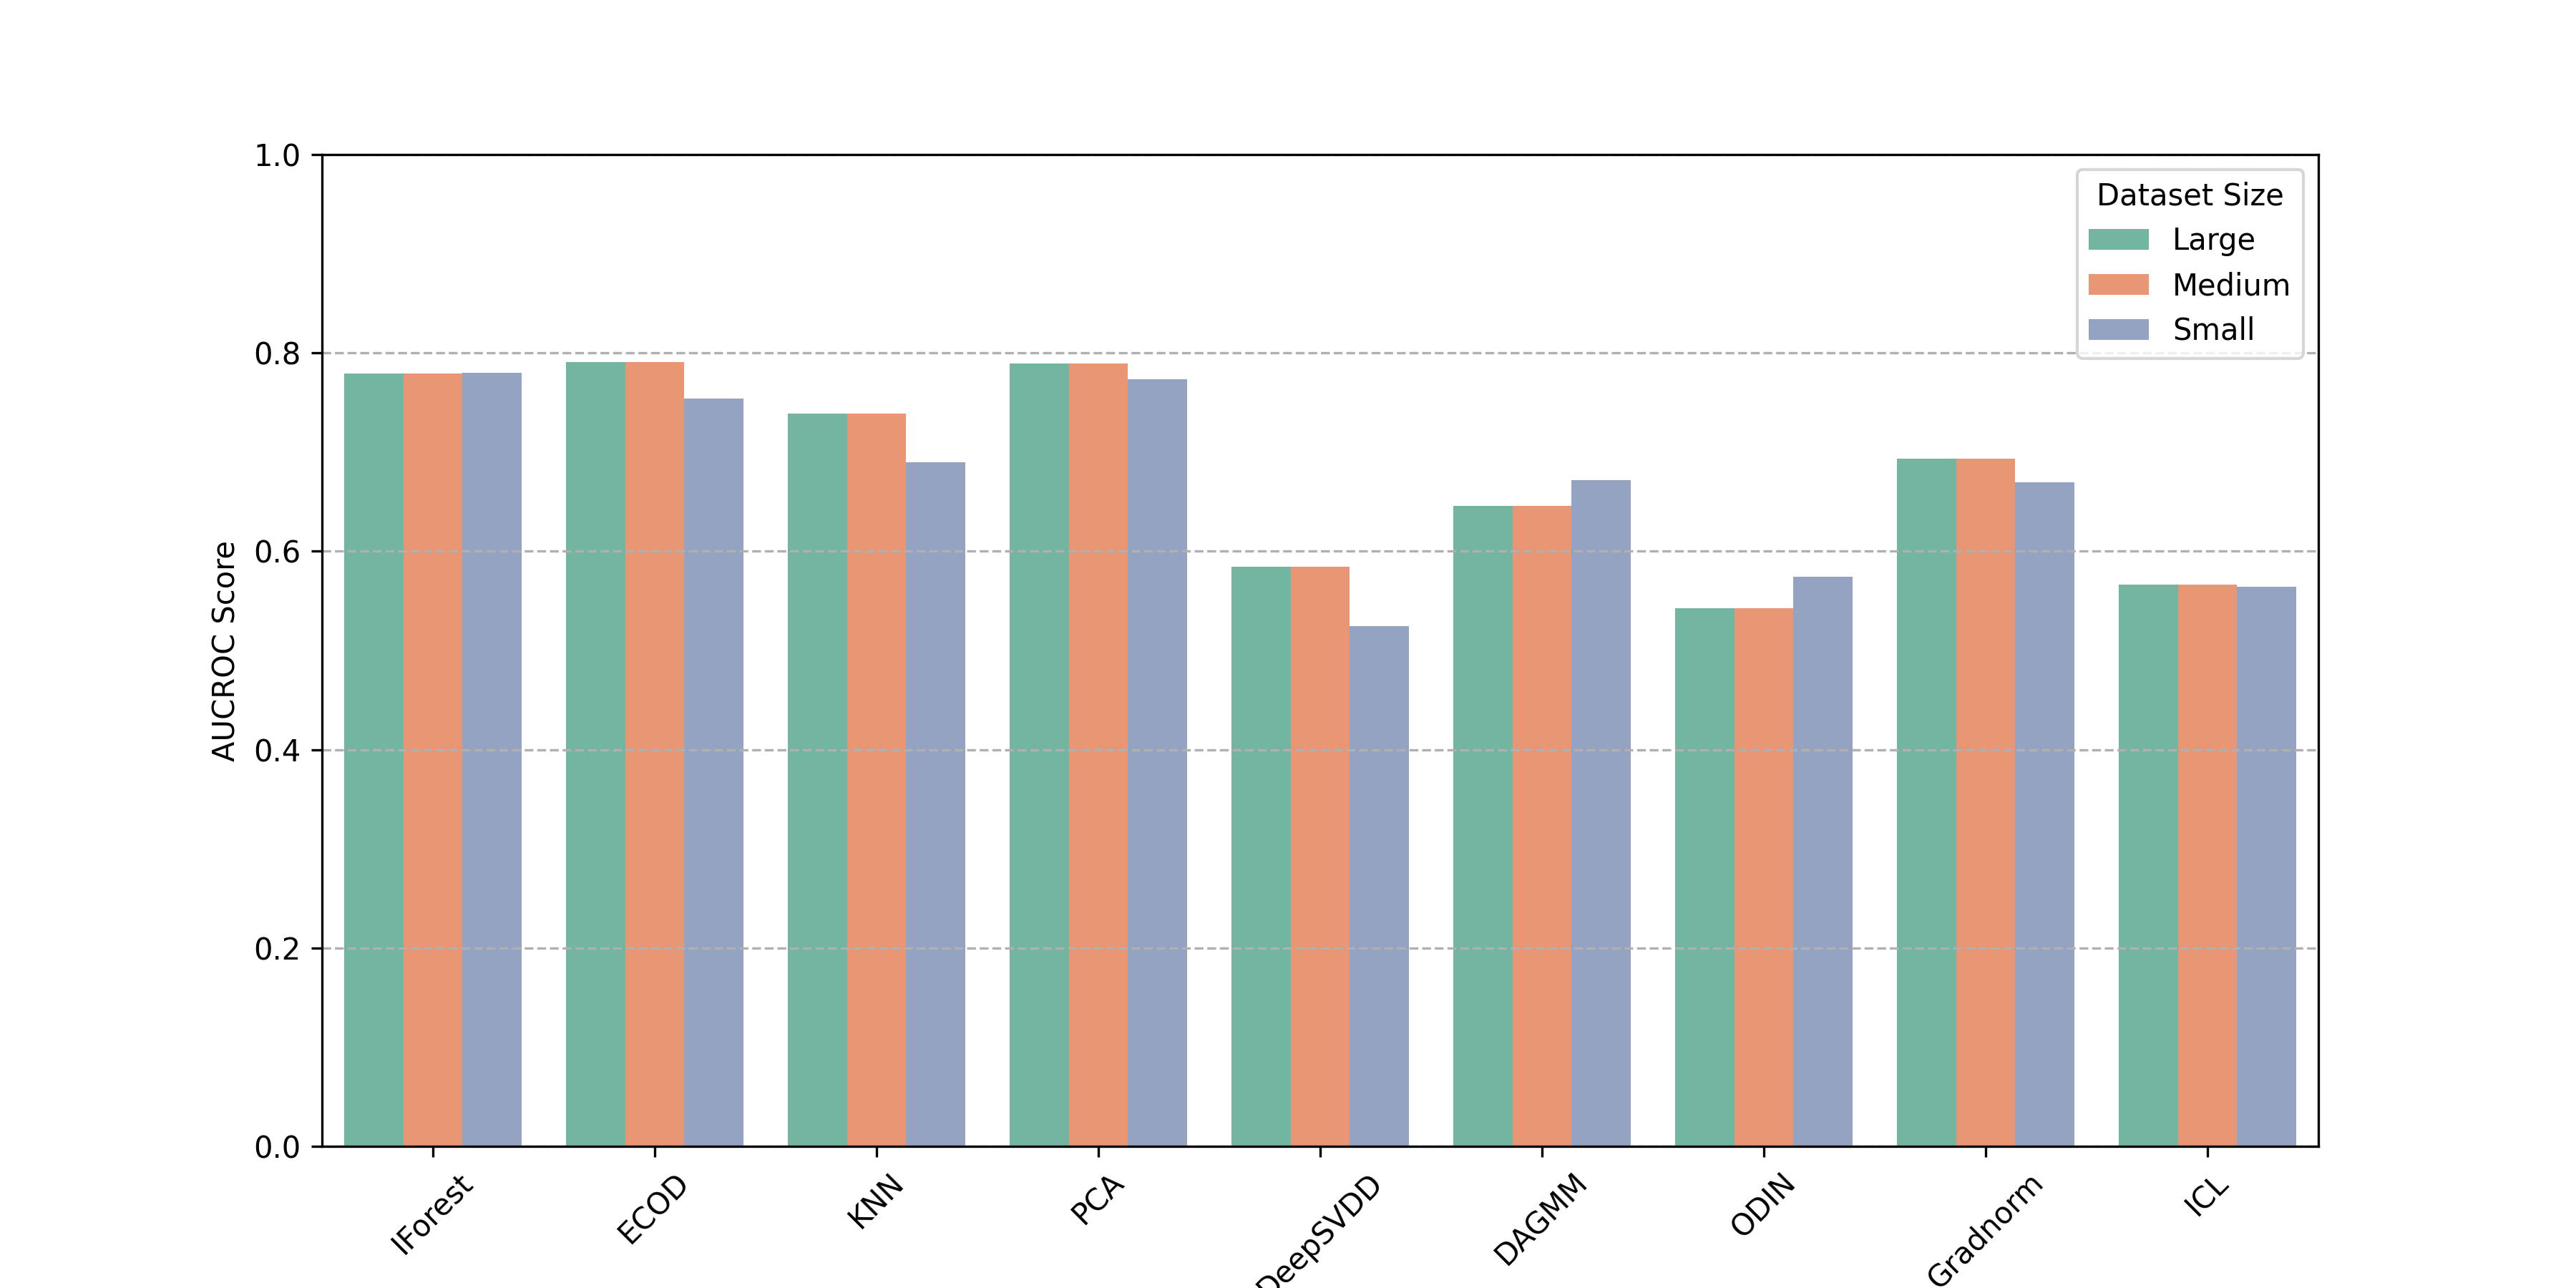 1.0
0.8
0.6
0.4
0.2
0.0
AUCROC Score
Dataset Size
Large
Medium
Small
IForest
ECOD
KNN
PCA
DeepSVDD
DAGMM
ODIN
Gradnorm
ICL